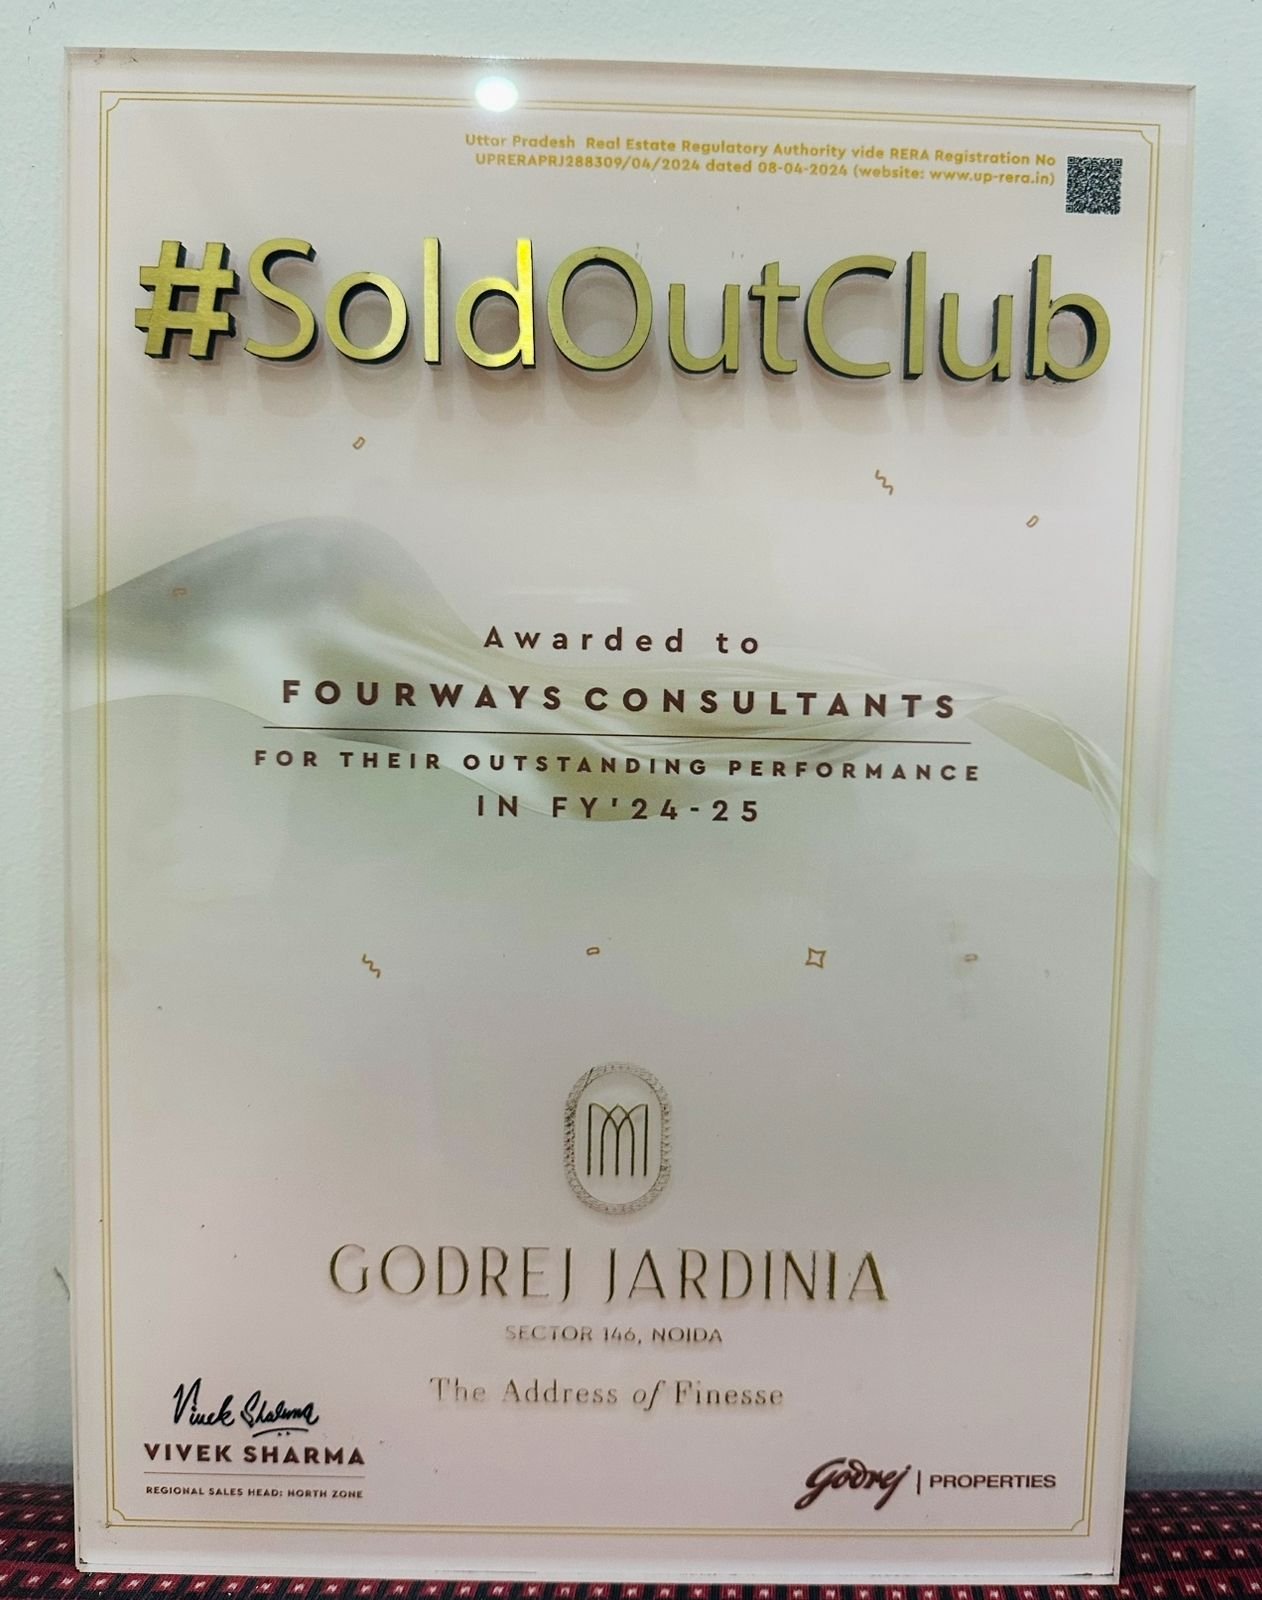 Uttar Pradesh Real Estate Regulatory Authority vide RERA Registration No
UPRERAPRJ288309/04/2024 dated 08-04-2024 (website: www.up-rera.in)
#SoldOutClub
Awarded to
FOURWAYS CONSULTANTS
FOR THEIR OUTSTANDING PERFORMANCE
IN FY'24-25
GODREJ JARDINIA
SECTOR 146, NOIDA
The Address of Finesse
Vivek Sharma
VIVEK SHARMA
REGIONAL SALES HEAD: NORTH ZONE
Godrej | PROPERTIES